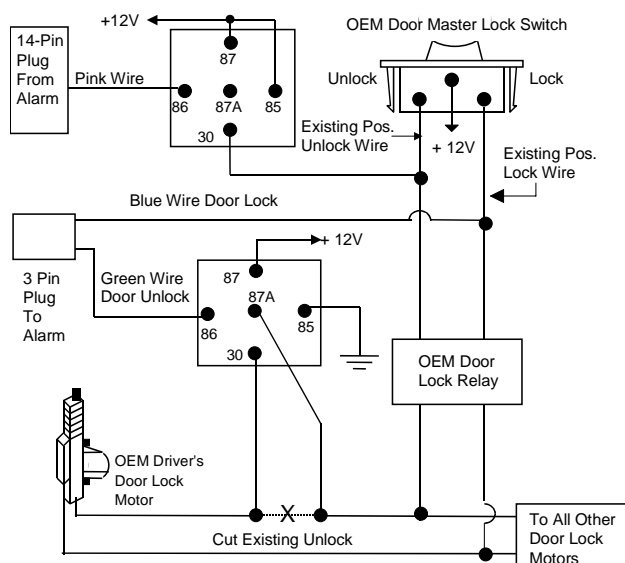 OEM Door Master Lock Switch
14-Pin
Plug
From
Alarm
+12V
87
Pink Wire
86
87A
85
30
Unlock
Lock
+ 12V
Existing Pos.
Unlock Wire
Existing Pos.
Lock Wire
Blue Wire Door Lock
3 Pin
Plug
To
Alarm
Green Wire
Door Unlock
+ 12V
87
87A
86
85
30
OEM Door
Lock Relay
OEM Driver's
Door Lock
Motor
X
Cut Existing Unlock
To All Other
Door Lock
Motors